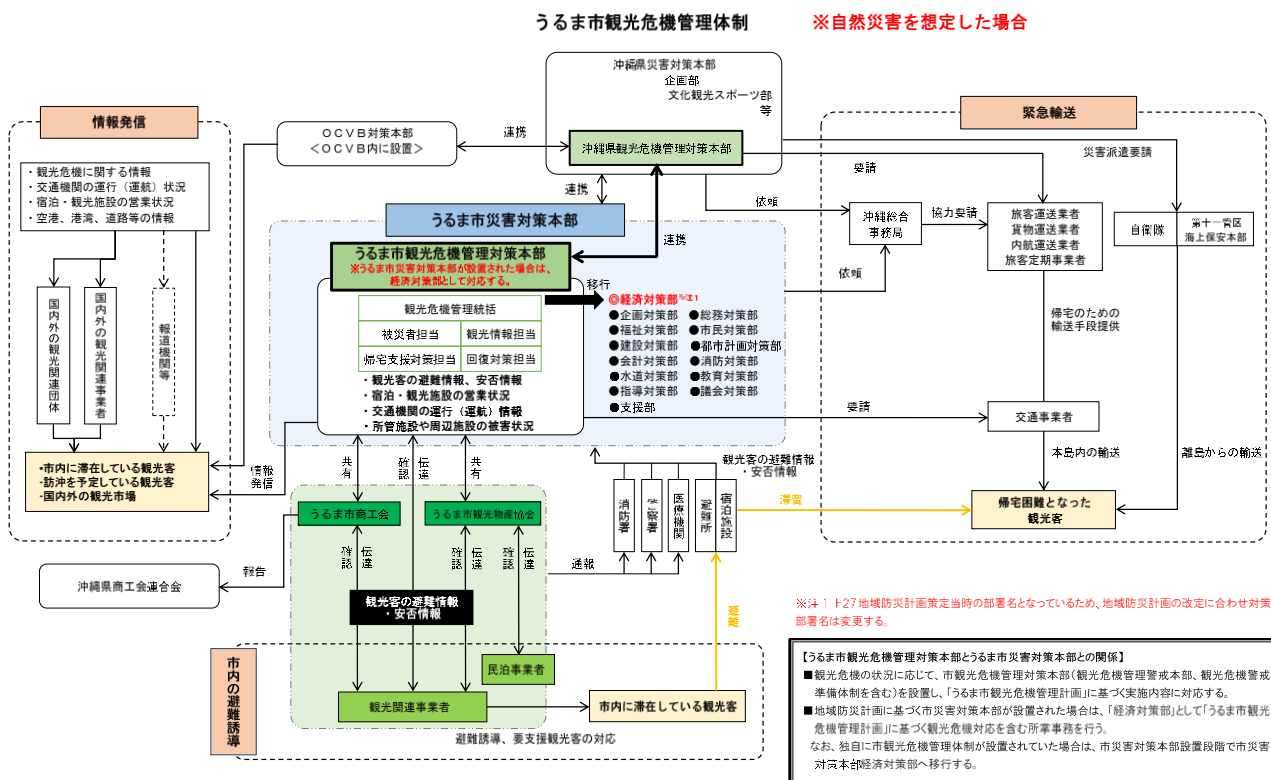 うるま市観光危機管理体制　※自然災害を想定した場合
沖縄県災害対策本部
企画部
文化観光スポーツ部
等
沖縄県観光危機管理対策本部
情報発信
・観光危機に関する情報
・交通機関の運行（運航）状況
・宿泊・観光施設の営業状況
・空港、港湾、道路等の情報
国内外の観光関連団体
国内外の観光関連事業者
報道機関等
・市内に滞在している観光客
・訪沖を予定している観光客
・国内外の観光市場
ＯＣＶＢ対策本部
＜ＯＣＶＢ内に設置＞
連携
連携
連携
うるま市災害対策本部
うるま市観光危機管理対策本部
※うるま市災害対策本部が設置された場合は、
経済対策部として対応する。
観光危機管理統括
被災者担当
観光情報担当
帰宅支援対策担当
回復対策担当
・観光客の避難情報、安否情報
・宿泊・観光施設の営業状況
・交通機関の運行（運航）情報
・所管施設や周辺施設の被害状況
移行
◎経済対策部※注1
●企画対策部　●総務対策部
●福祉対策部　●市民対策部
●建設対策部　●都市計画対策部
●会計対策部　●消防対策部
●水道対策部　●教育対策部
●指導対策部　●議会対策部
●支援部
緊急輸送
災害派遣要請
要請
依頼
協力要請
沖縄総合
事務局
依頼
旅客運送業者
貨物運送業者
内航運送業者
旅客定期事業者
自衛隊
第十一管区
海上保安本部
帰宅のための
輸送手段提供
要請
交通事業者
本島内の輸送
離島からの輸送
帰宅困難となった
観光客
情報
発信
共有
確認
伝達
共有
観光客の避難情報
・安否情報
うるま市商工会
うるま市観光物産協会
消防署
警察署
医療機関
避難所
宿泊施設
滞留
確認
伝達
確認
伝達
通報
報告
沖縄県商工会連合会
観光客の避難情報
・安否情報
避難
市内の避難誘導
民泊事業者
観光関連事業者
市内に滞在している観光客
避難誘導、要支援観光客の対応
※注１ H27地域防災計画策定当時の部署名となっているため、地域防災計画の改定に合わせ対策
部署名は変更する。
【うるま市観光危機管理対策本部とうるま市災害対策本部との関係】
■観光危機の状況に応じて、市観光危機管理対策本部（観光危機管理警戒本部、観光危機警戒
準備体制を含む）を設置し、「うるま市観光危機管理計画」に基づく実施内容に対応する。
■地域防災計画に基づく市災害対策本部が設置された場合は、「経済対策部」として「うるま市観光
危機管理計画」に基づく観光危機対応を含む所掌事務を行う。
なお、独自に市観光危機管理体制が設置されていた場合は、市災害対策本部設置段階で市災害
対策本部経済対策部へ移行する。